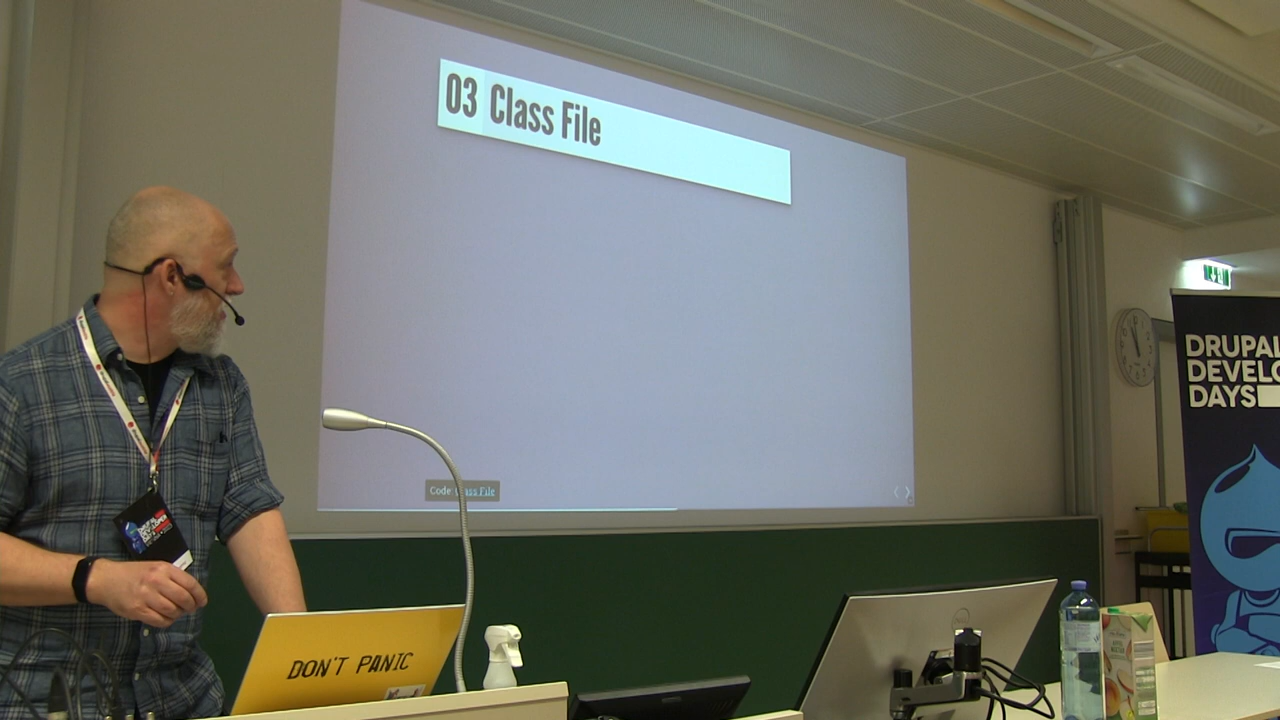 03 Class File
Code: Class File
DRUPAL
DEVELO
DAYS
DON'T PANIC